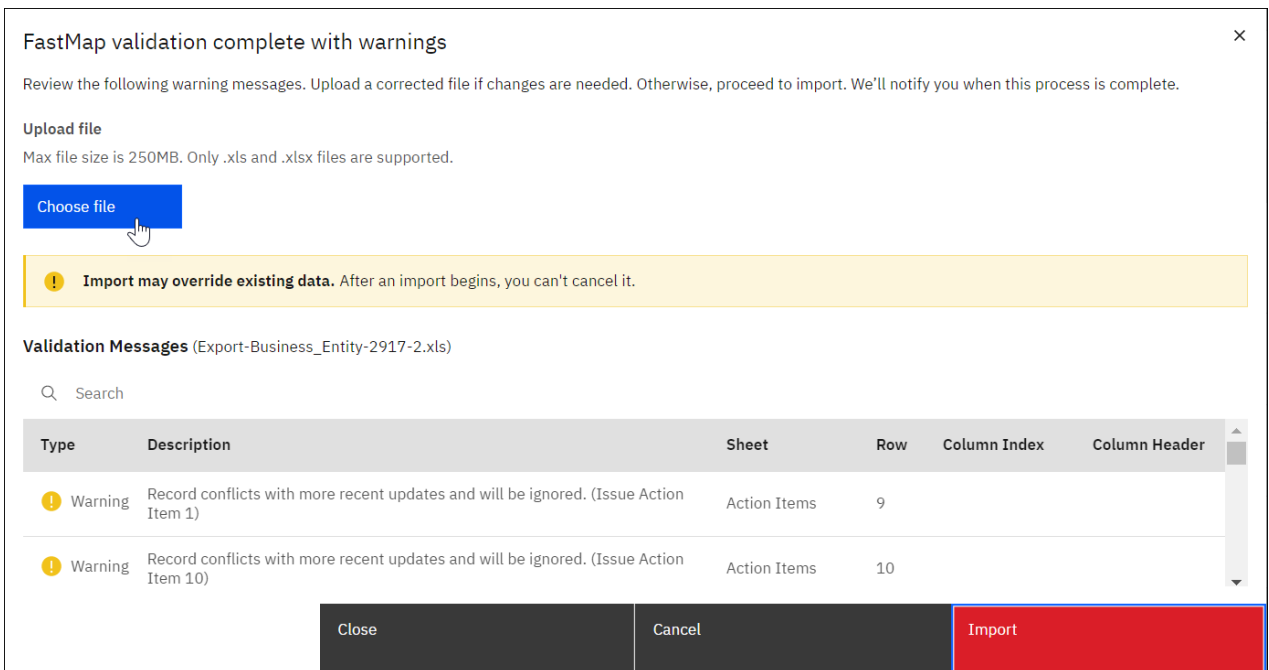 FastMap validation complete with warnings
Review the following warning messages. Upload a corrected file if changes are needed. Otherwise, proceed to import. We’ll notify you when this process is complete.
Upload file
Max file size is 250MB. Only .xls and .xlsx files are supported.
Choose file
Import may override existing data. After an import begins, you can't cancel it.
Validation Messages (Export-Business_Entity-2917-2.xls)
Search
Type Description Sheet Row Column Index Column Header
Warning Record conflicts with more recent updates and will be ignored. (Issue Action
Item 1) Action Items 9
Warning Record conflicts with more recent updates and will be ignored. (Issue Action
Item 10) Action Items 10
Close Cancel Import